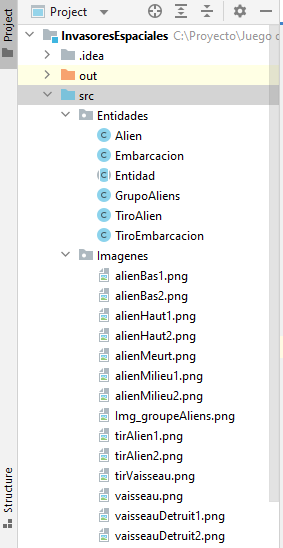 Project
Project
Structure
InvasoresEspaciales C:\Proyecto\Juego
.idea
out
src
Entidades
Alien
Embarcacion
Entidad
GrupoAliens
TiroAlien
TiroEmbarcacion
Imagenes
alienBas1.png
alienBas2.png
alienHaut1.png
alienHaut2.png
alienMeurt.png
alienMilieu1.png
alienMilieu2.png
Img_groupeAliens.png
tirAlien1.png
tirAlien2.png
tirVaisseau.png
vaisseau.png
vaisseauDetruit1.png
vaisseauDetruit2.png